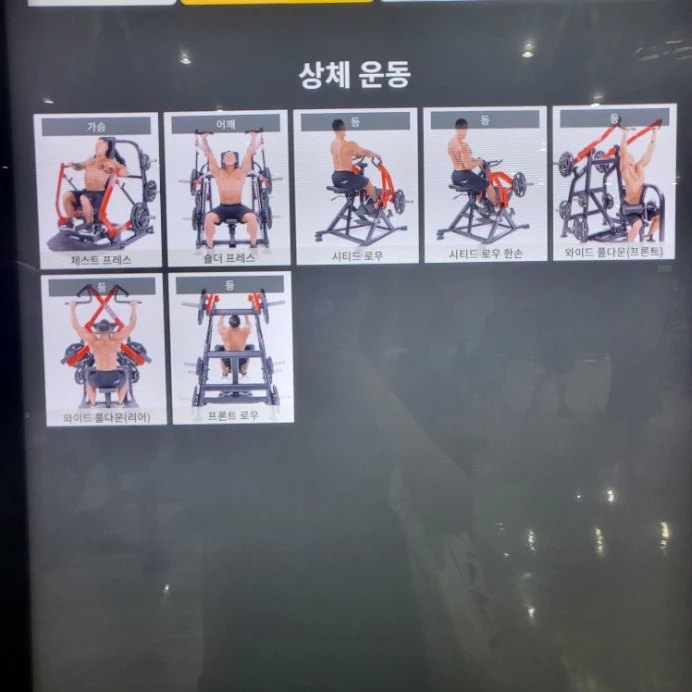 상체 운동
가슴
체스트 프레스
어깨
숄더 프레스
등
시티드 로우
등
시티드 로우 한손
등
와이드 풀다운(프론트)
등
와이드 풀다운(리어)
등
프론트 로우